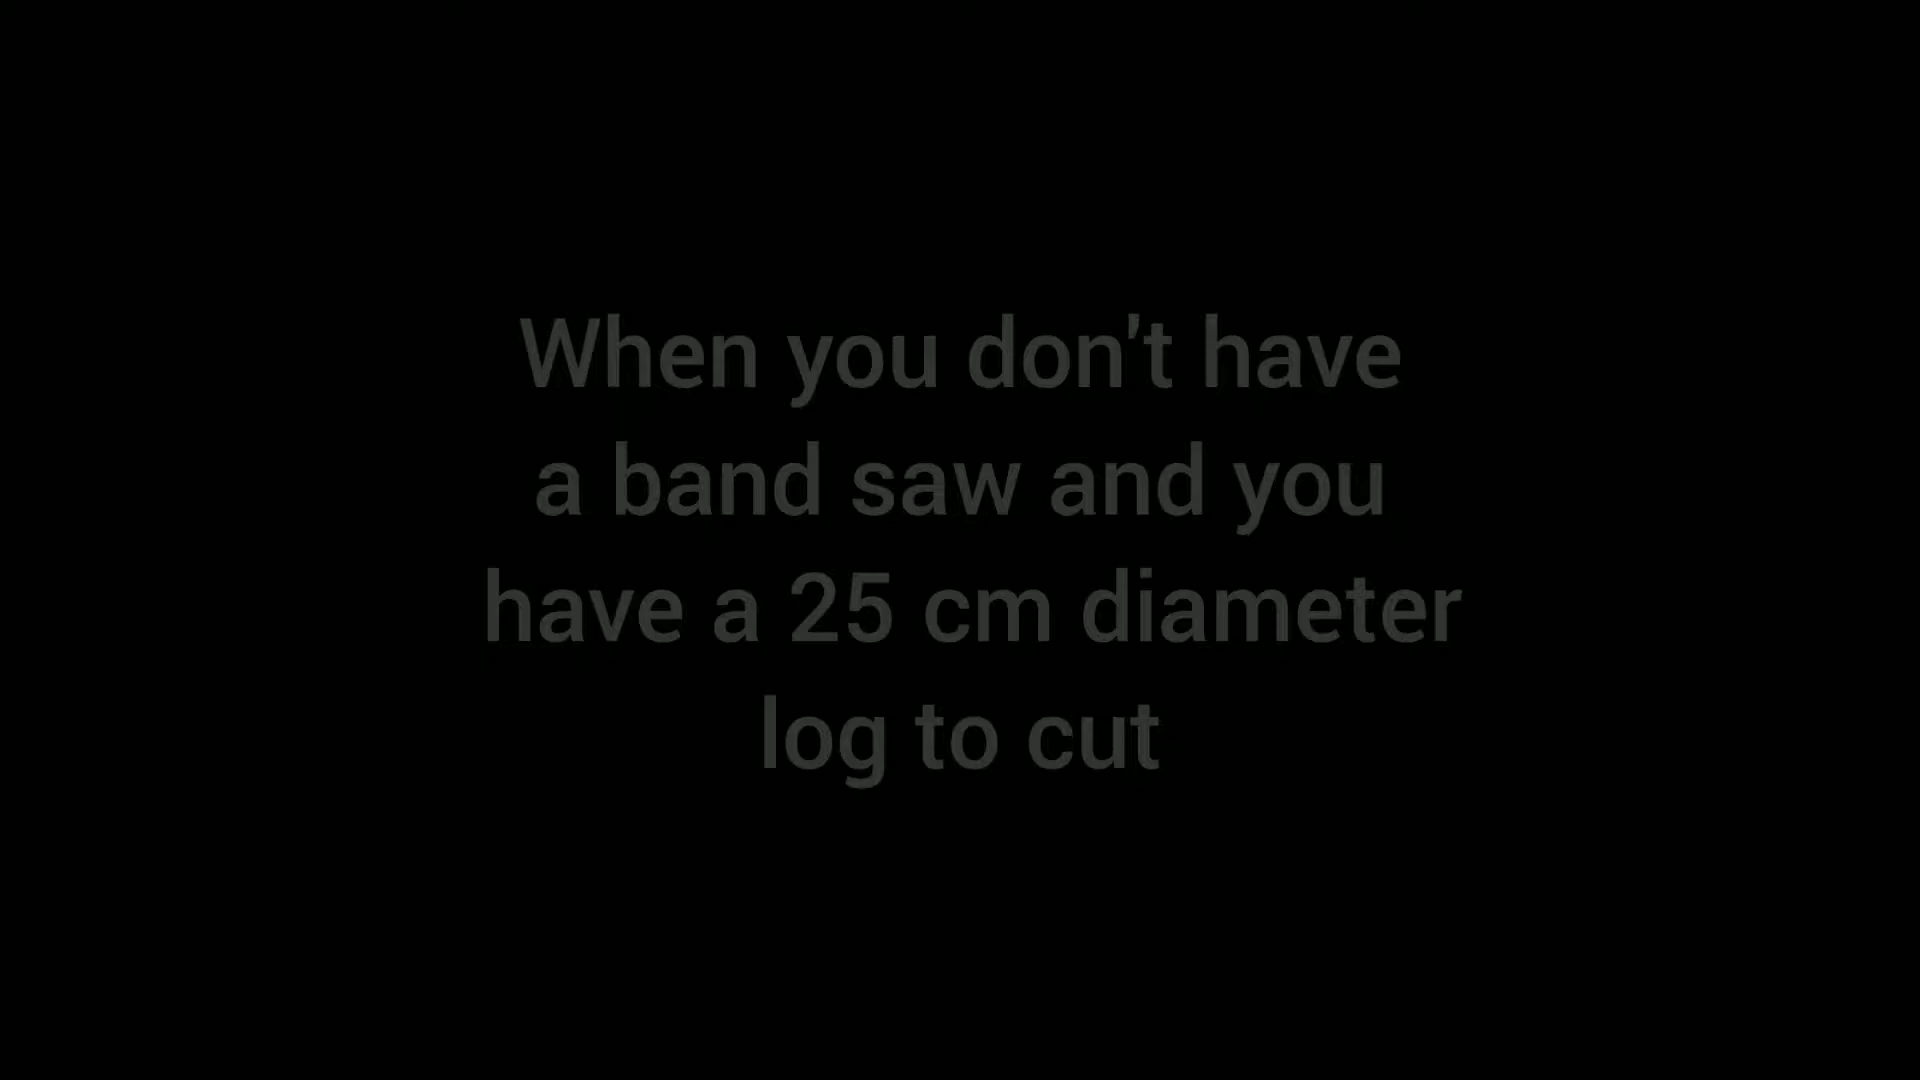 When you don't have
a band saw and you
have a 25 cm diameter
log to cut